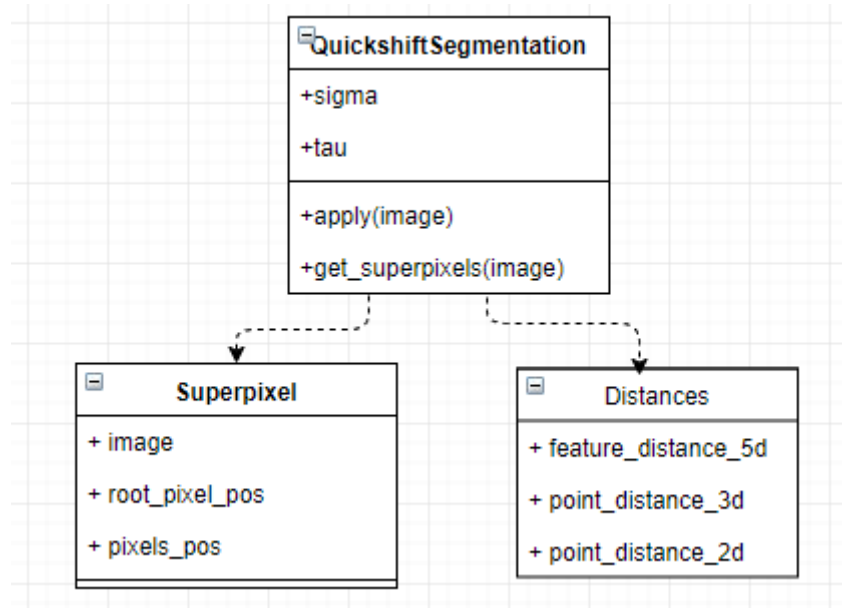 QuickshiftSegmentation
+sigma
+tau
+apply(image)
+get_superpixels(image)
Superpixel
+ image
+ root_pixel_pos
+ pixels_pos
Distances
+ feature_distance_5d
+ point_distance_3d
+ point_distance_2d